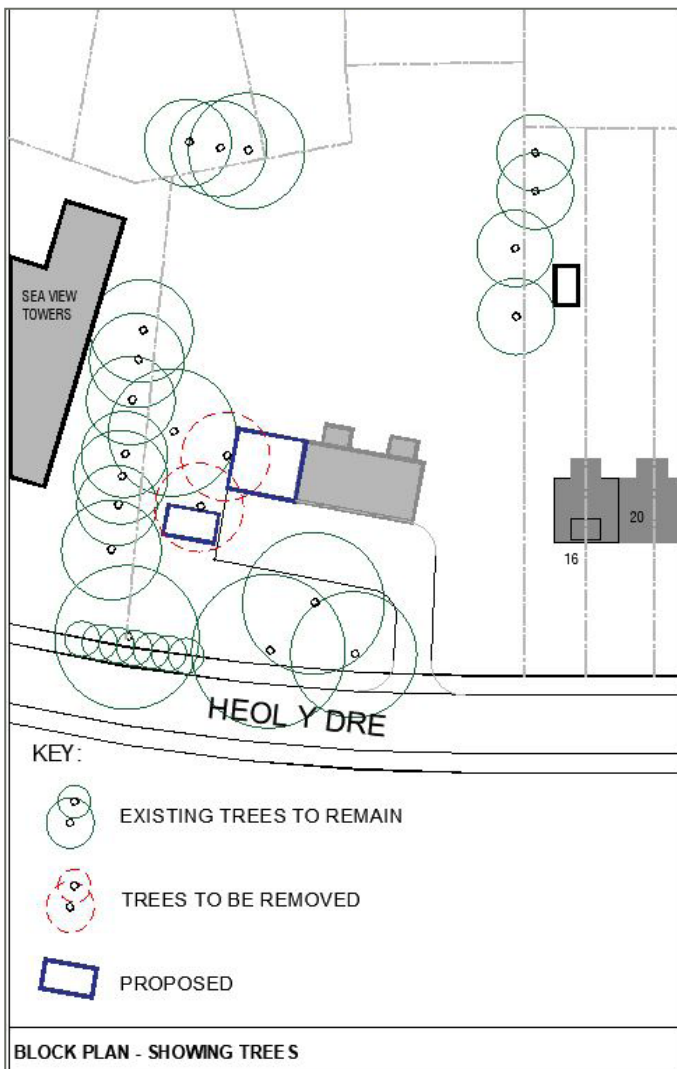 SEA VIEW
TOWERS
20
16
HEOL Y DRE
KEY:
EXISTING TREES TO REMAIN
TREES TO BE REMOVED
PROPOSED
BLOCK PLAN - SHOWING TREES